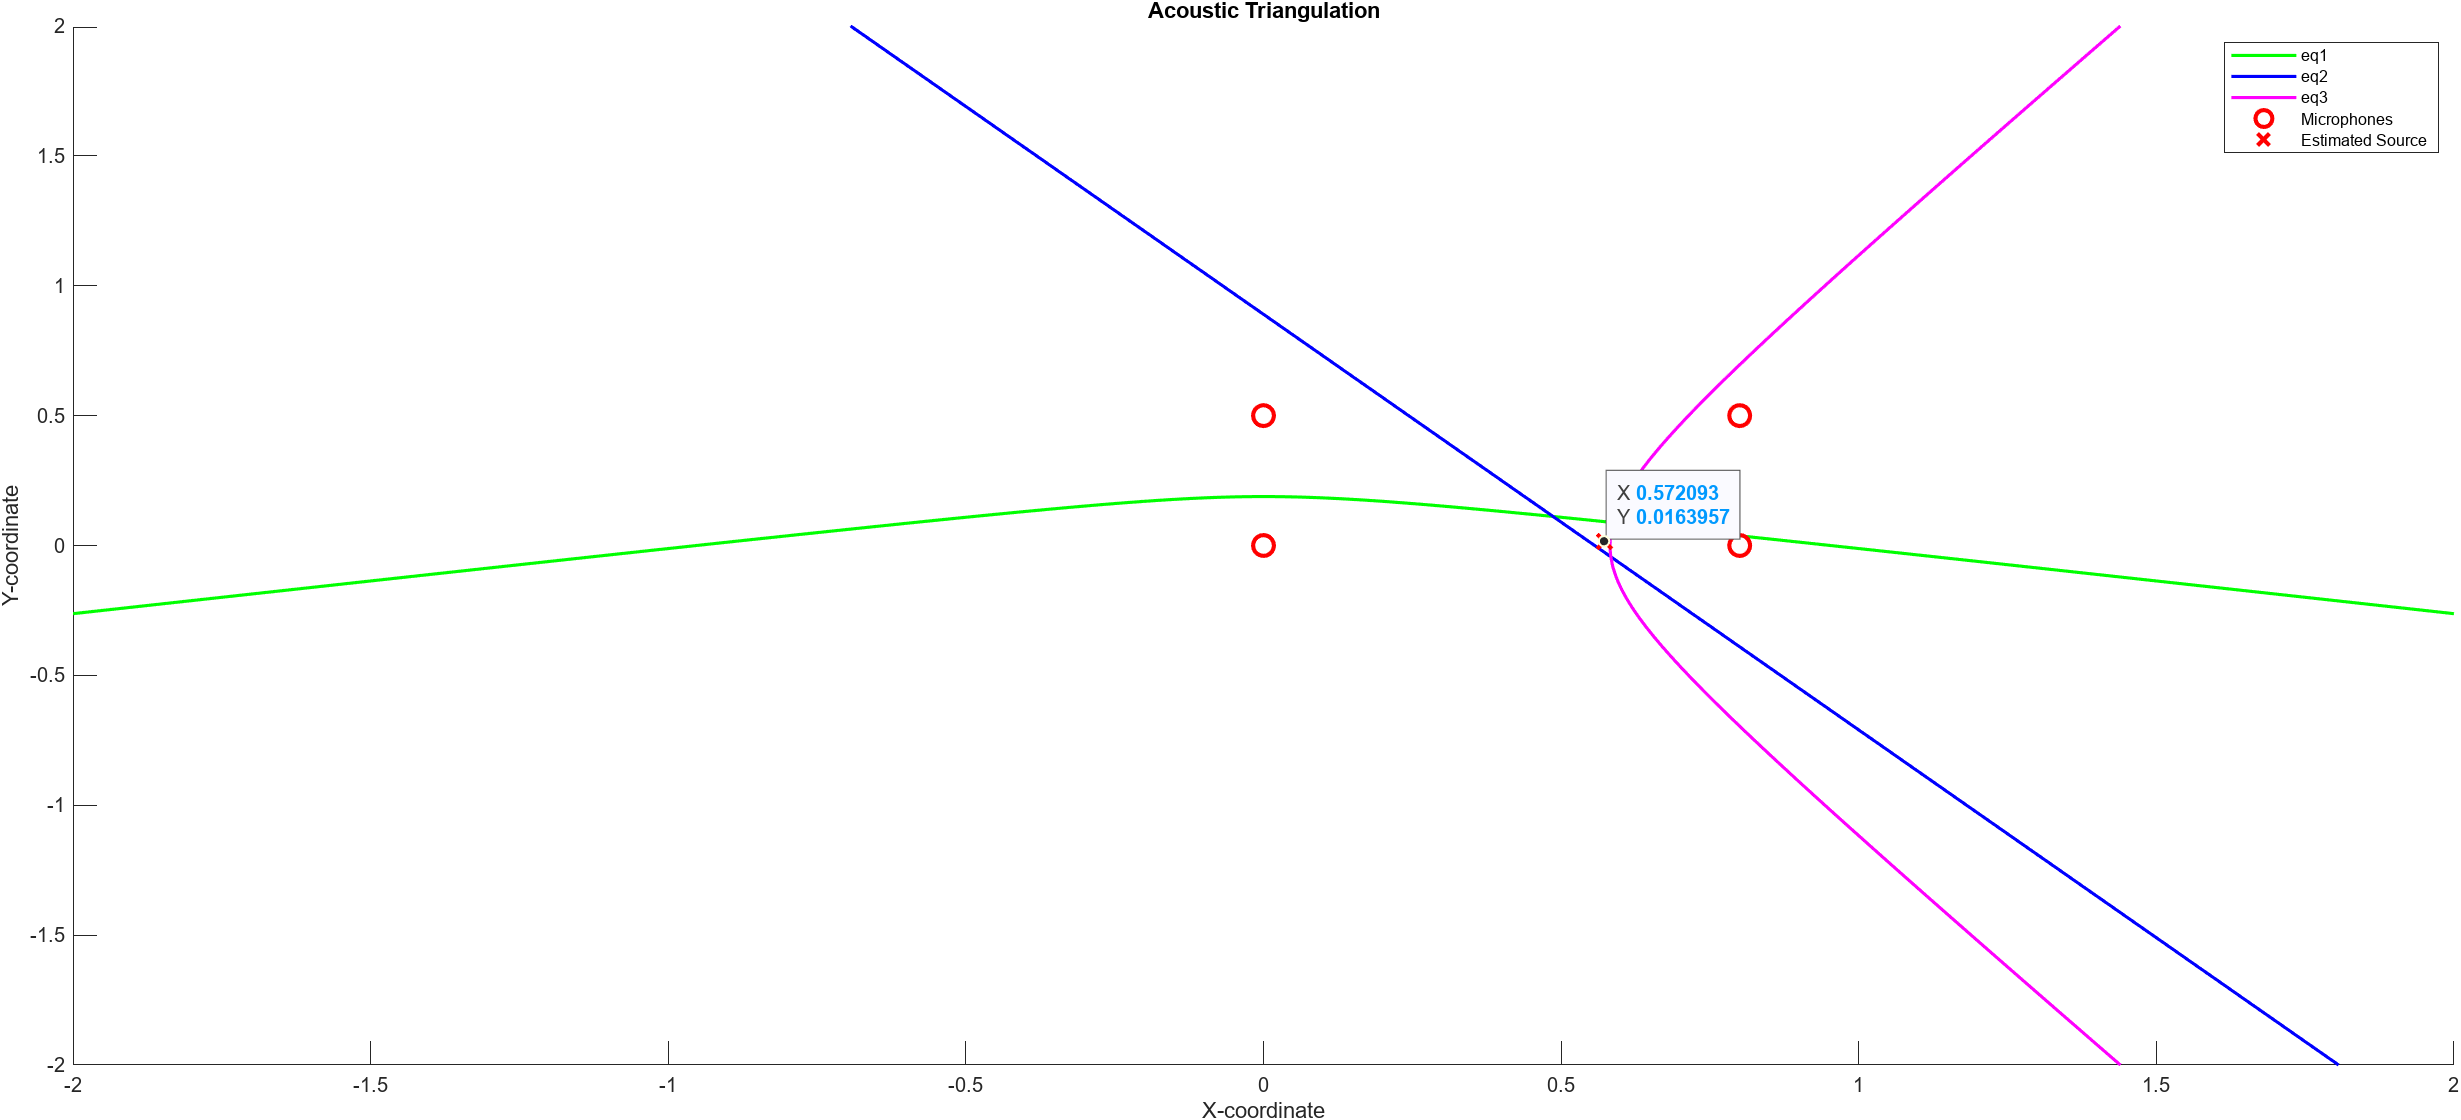 Acoustic Triangulation
eq1
eq2
eq3
Microphones
Estimated Source
2
1.5
1
0.5
0
-0.5
-1
-1.5
-2
Y-coordinate
X 0.572093
Y 0.0163957
-2
-1.5
-1
-0.5
0
0.5
1
1.5
2
X-coordinate